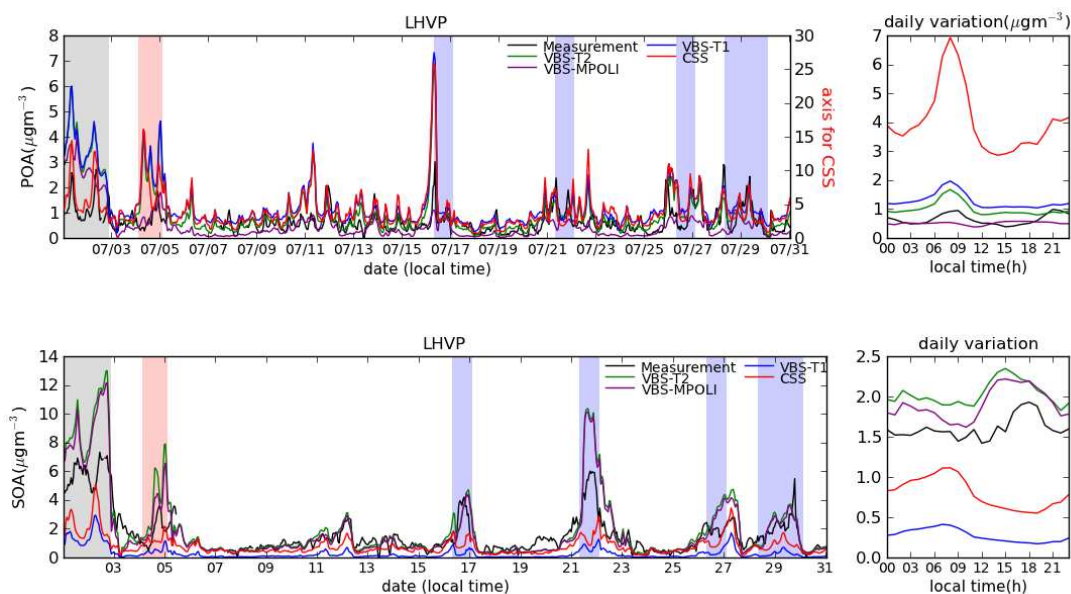 LHVP
daily variation(μgm⁻³)
8
7
6
5
4
3
2
1
0
POA(μgm⁻³)
Measurement
VBS-T2
VBS-MPOLI
VBS-T1
CSS
30
25
20
15
10
5
0
axis for CSS
07/03 07/05 07/09 07/09 07/11 07/13 07/15 07/17 07/19 07/21 07/23 07/25 07/27 07/29 07/31
date (local time)
7
6
5
4
3
2
1
0
00 03 06 09 12 15 18 21
local time(h)
LHVP
daily variation
14
12
10
8
6
4
2
0
SOA(μgm⁻³)
Measurement
VBS-T2
VBS-MPOLI
VBS-T1
CSS
03 05 07 09 11 13 15 17 19 21 23 25 27 29 31
date (local time)
2.5
2.0
1.5
1.0
0.5
0.0
00 03 06 09 12 15 18 21
local time(h)